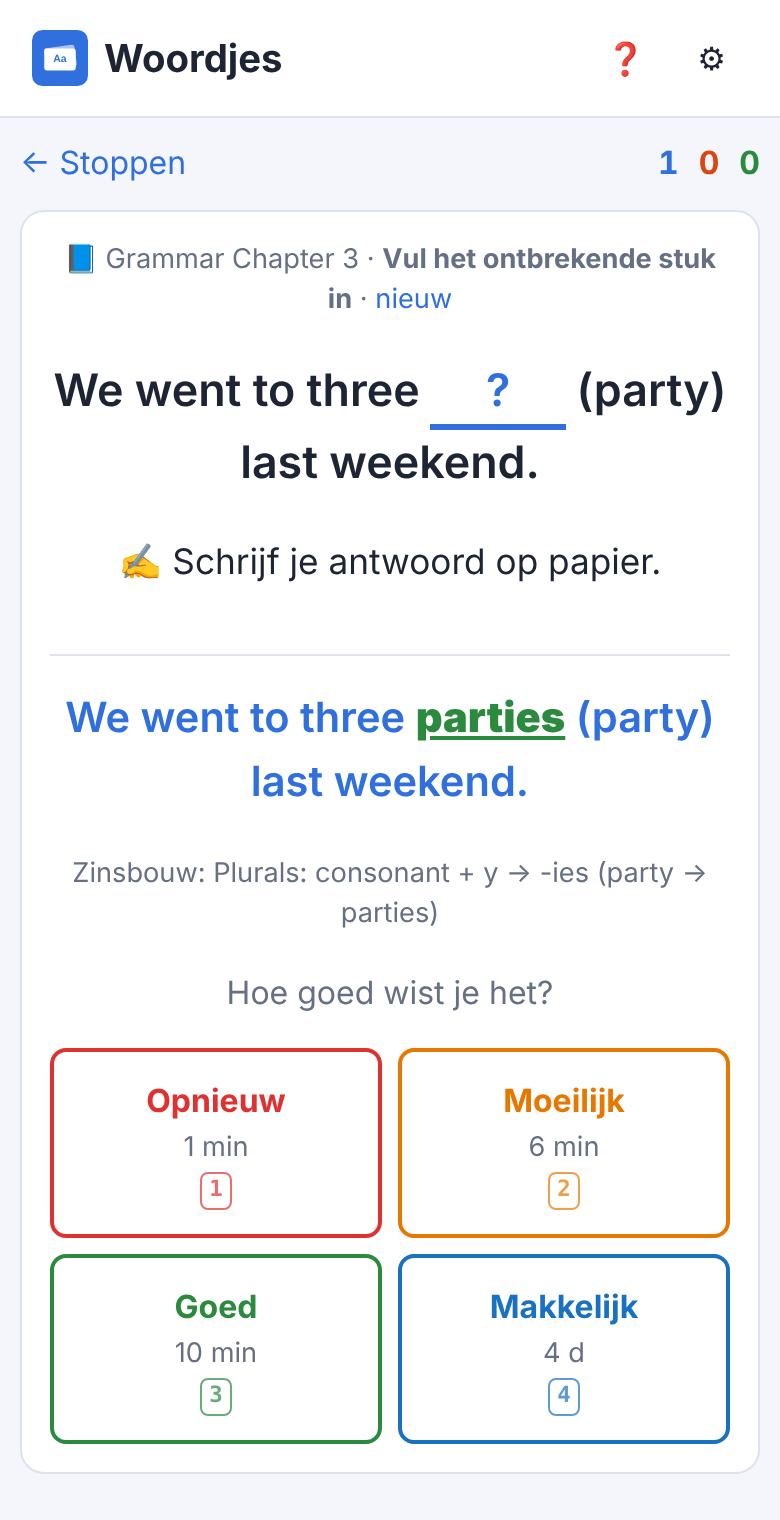 Aa Woordjes ❓ ⚙
← Stoppen 1 0 0
📘 Grammar Chapter 3 · Vul het ontbrekende stuk
in · nieuw
We went to three ? (party)
last weekend.
✍️ Schrijf je antwoord op papier.
We went to three parties (party)
last weekend.
Zinsbouw: Plurals: consonant + y → -ies (party →
parties)
Hoe goed wist je het?
Opnieuw
1 min
1
Moeilijk
6 min
2
Goed
10 min
3
Makkelijk
4 d
4